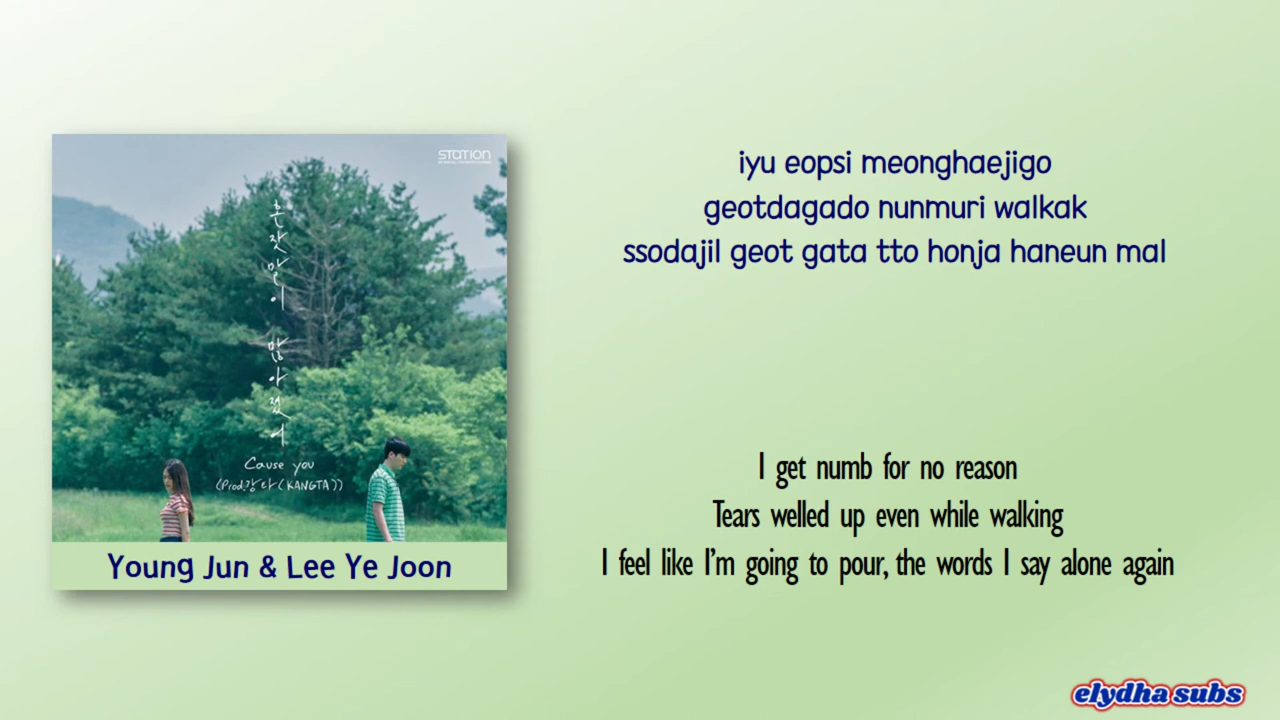 STATION
혼잣말이 많아졌어
Cause you
(Prod.강타(KANGTA))
Young Jun & Lee Ye Joon
iyu eopsi meonghaejigo
geotdagado nunmuri walkak
ssodajil geot gata tto honja haneun mal
I get numb for no reason
Tears welled up even while walking
I feel like I'm going to pour, the words I say alone again
elydha subs